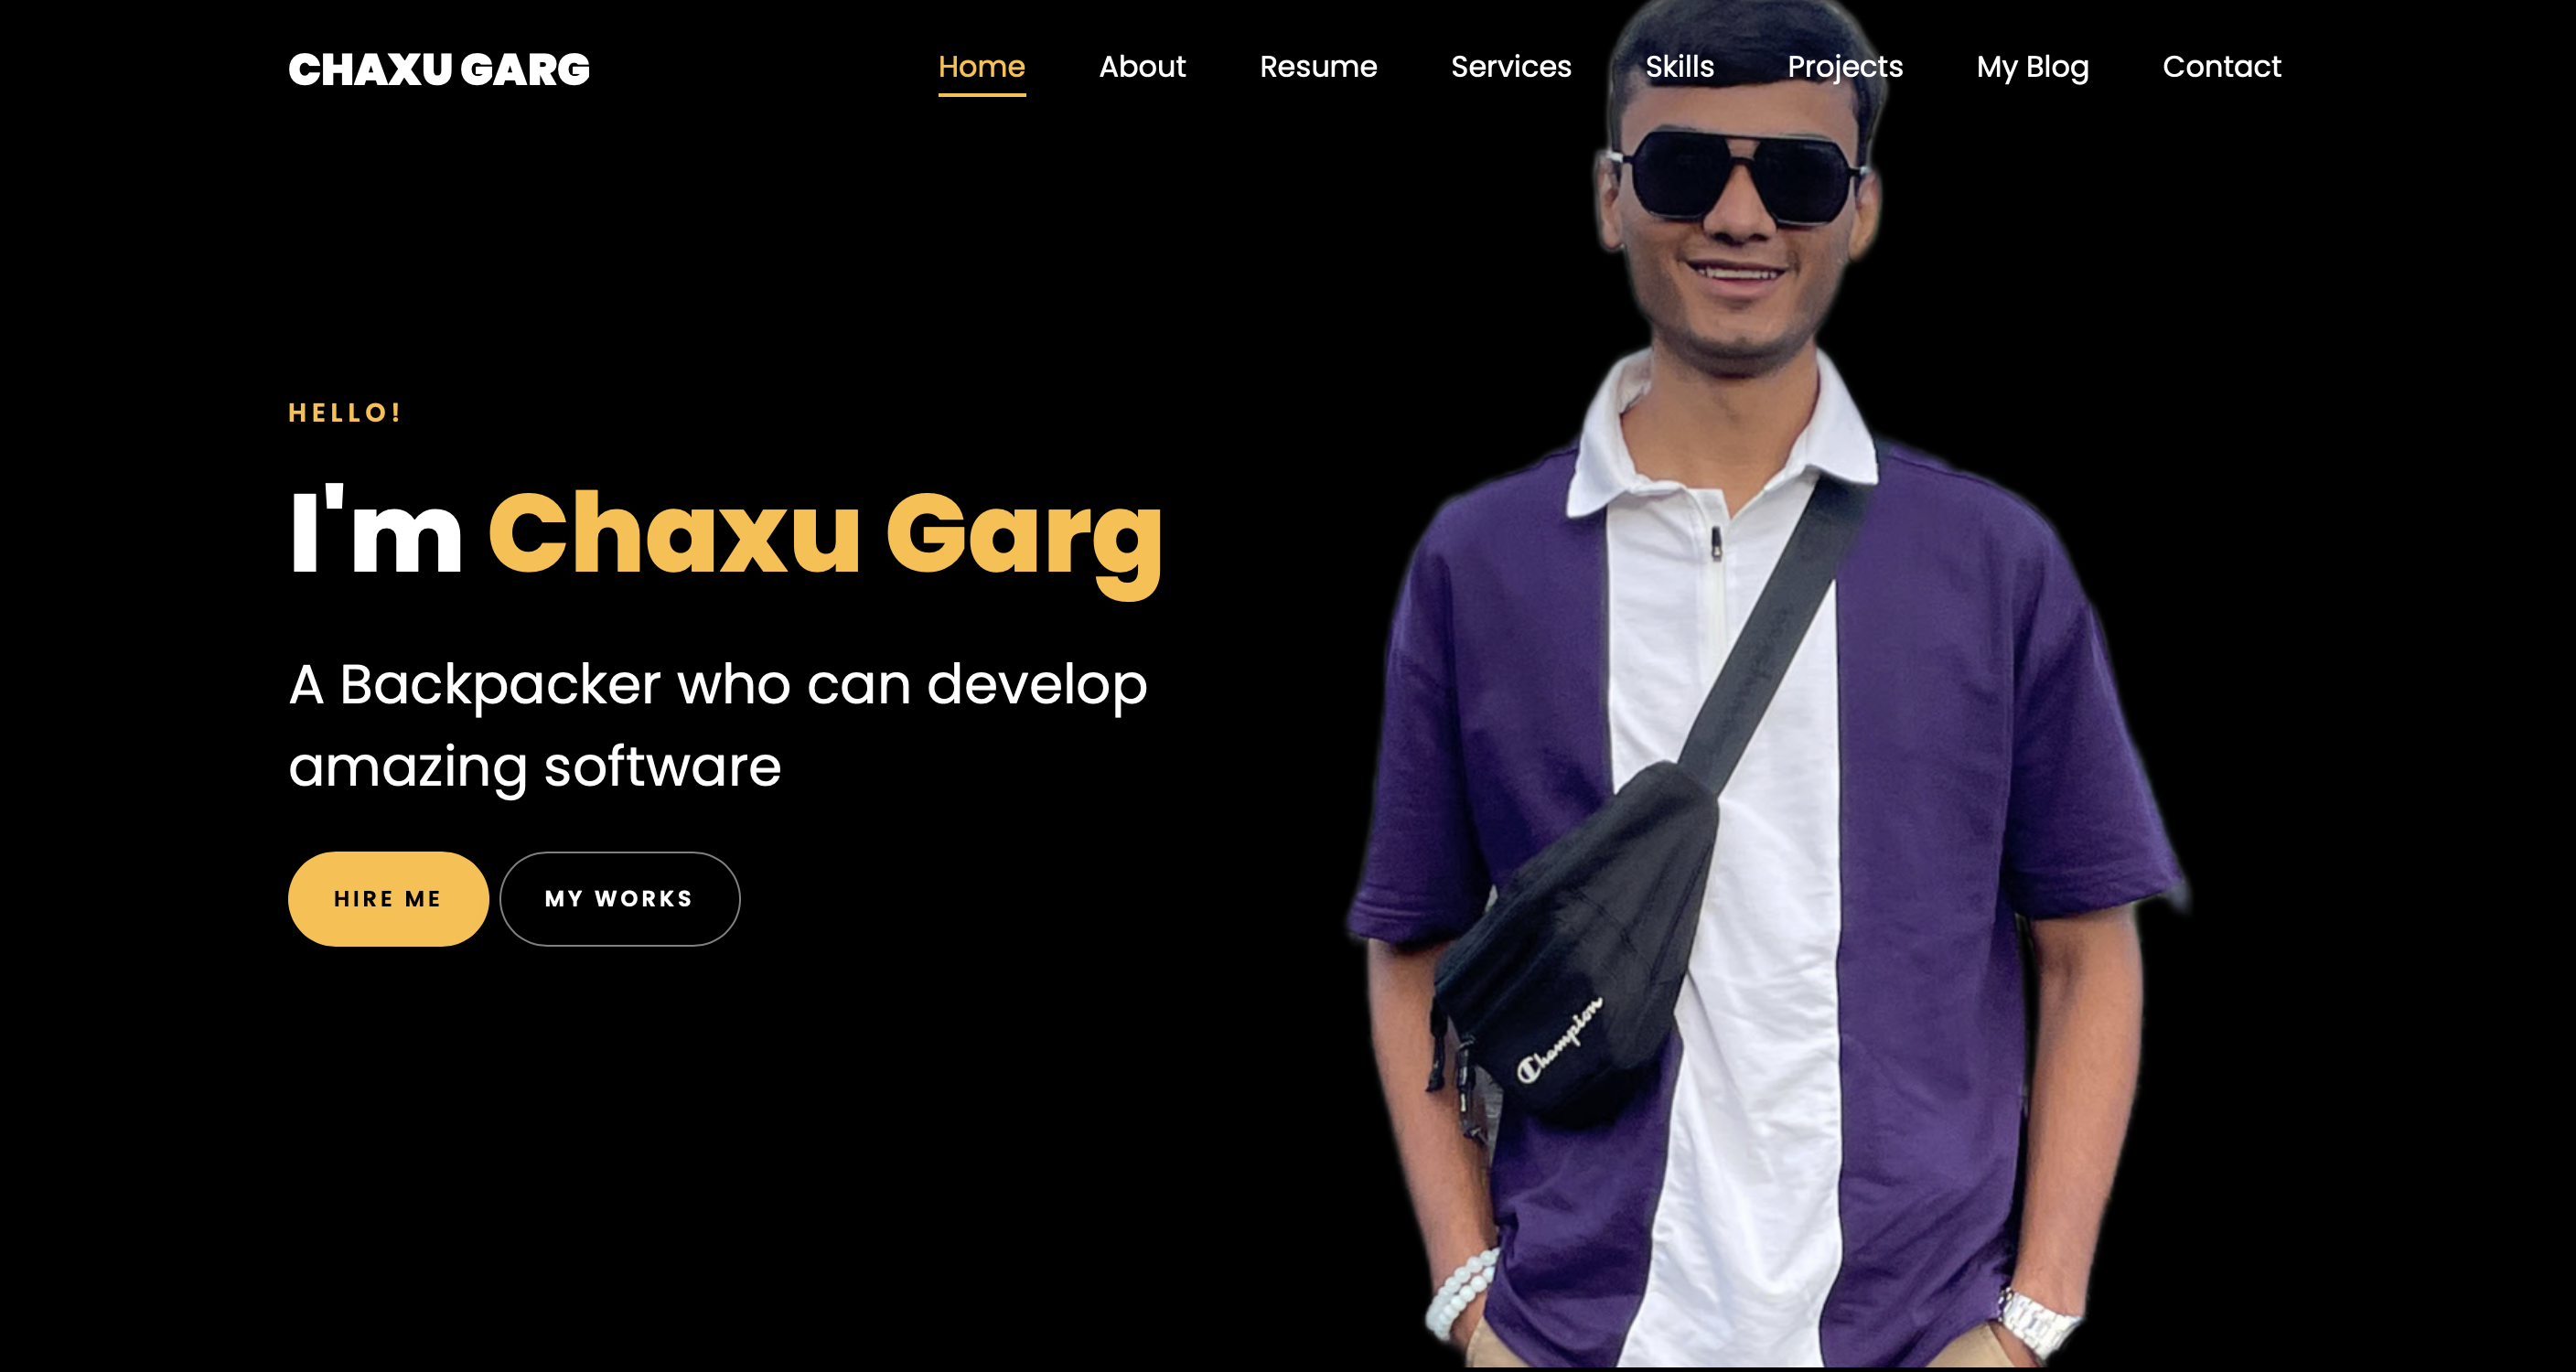 CHAXU GARG
Home About Resume Services Skills Projects My Blog Contact
HELLO!
I'm Chaxu Garg
A Backpacker who can develop
amazing software
HIRE ME MY WORKS
Champion